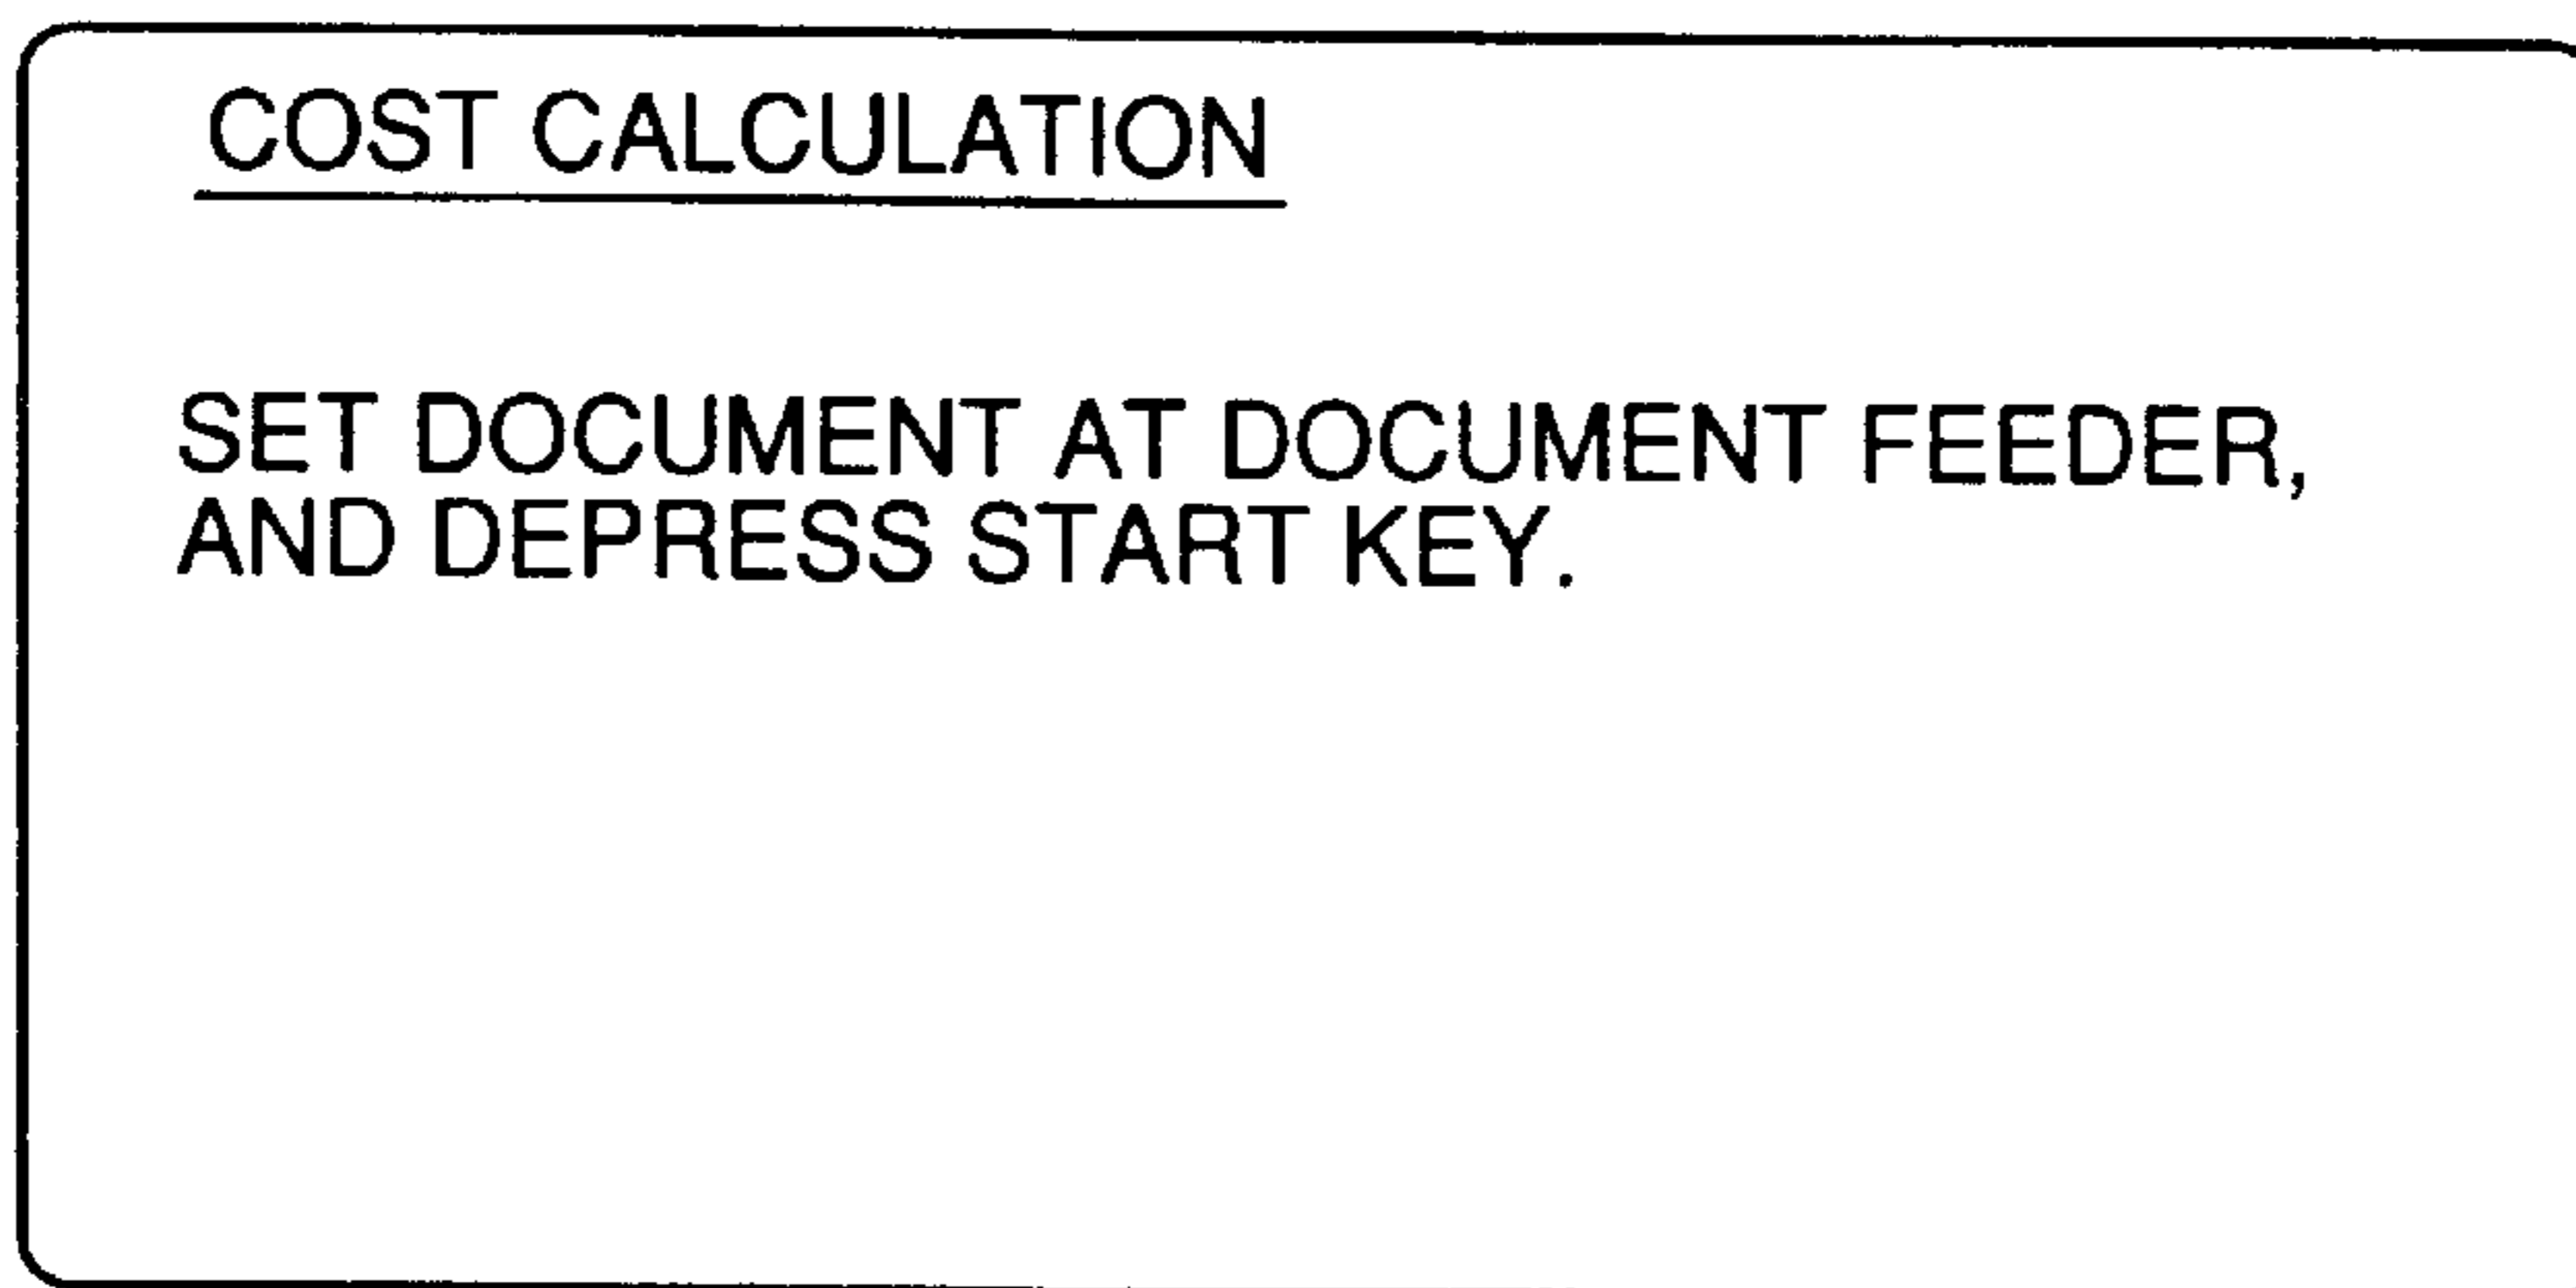 COST CALCULATION
SET DOCUMENT AT DOCUMENT FEEDER,
AND DEPRESS START KEY.